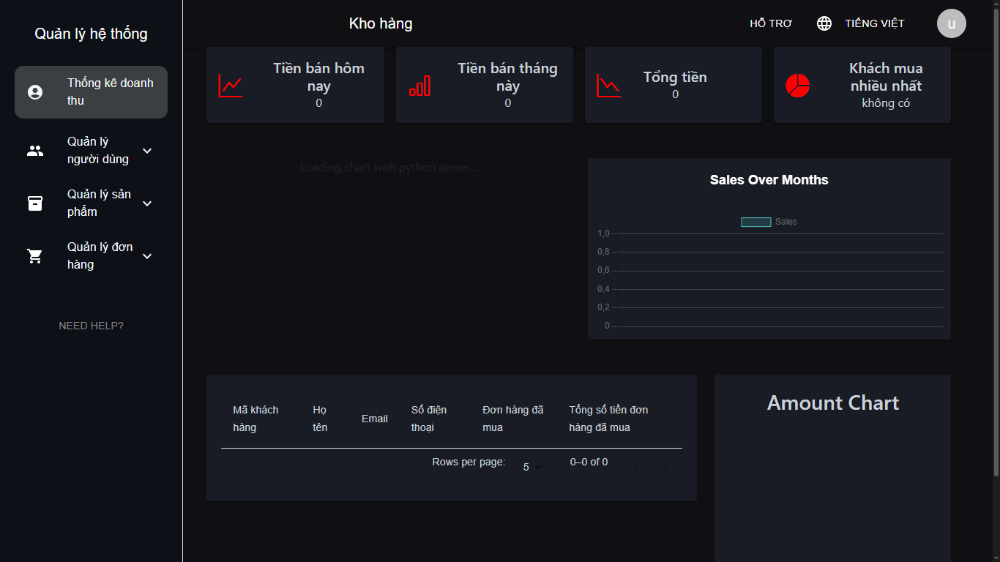 Quản lý hệ thống
Thống kê doanh
thu
Quản lý
người dùng
Quản lý sản
phẩm
Quản lý đơn
hàng
NEED HELP?
Kho hàng
HỖ TRỢ
TIẾNG VIỆT
u
Tiền bán hôm
nay
0
Tiền bán tháng
này
0
Tổng tiền
0
Khách mua
nhiều nhất
không có
Loading chart with python server...
Sales Over Months
Sales
1,0
0,8
0,6
0,4
0,2
0
Mã khách
hàng
Họ
tên
Email
Số điện
thoại
Đơn hàng đã
mua
Tổng số tiền đơn
hàng đã mua
Rows per page:
5
0–0 of 0
Amount Chart